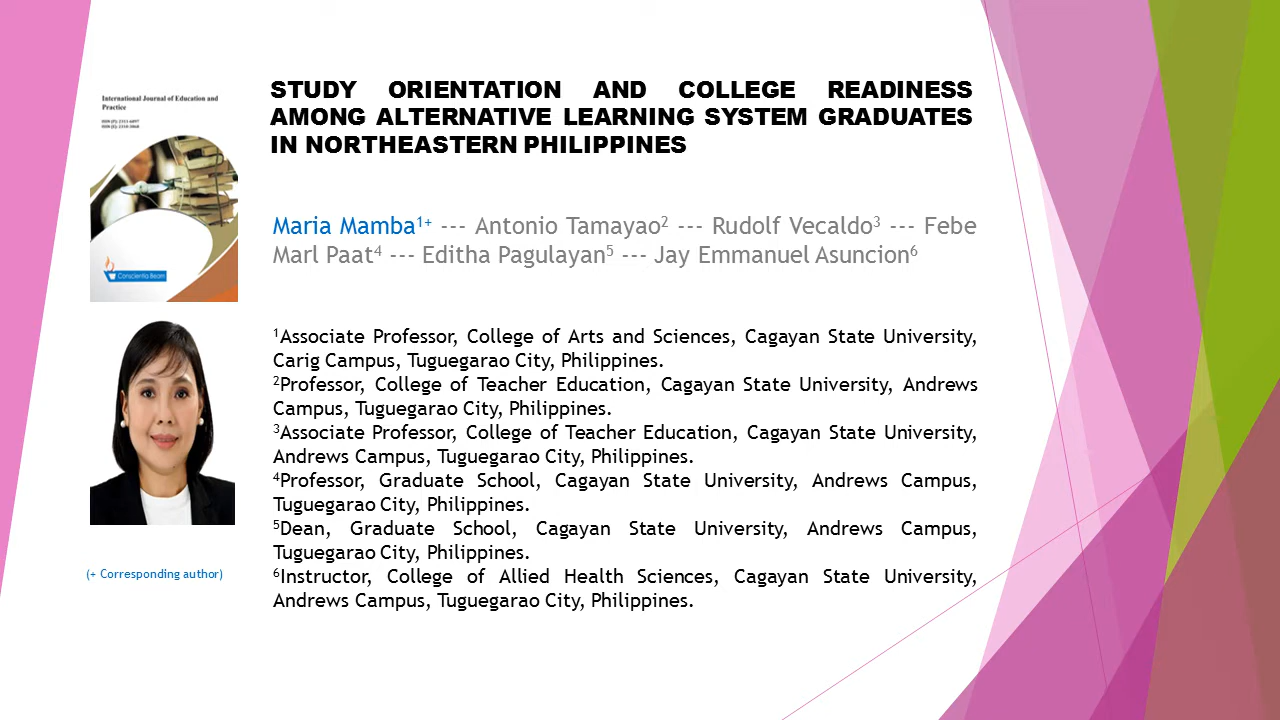 International Journal of Education and
Practice
STUDY ORIENTATION AND COLLEGE READINESS
AMONG ALTERNATIVE LEARNING SYSTEM GRADUATES
IN NORTHEASTERN PHILIPPINES
Maria Mamba¹⁺ --- Antonio Tamayao² --- Rudolf Vecaldo³ --- Febe
Marl Paat⁴ --- Editha Pagulayan⁵ --- Jay Emmanuel Asuncion⁶
Conscientia Beam
¹Associate Professor, College of Arts and Sciences, Cagayan State University,
Carig Campus, Tuguegarao City, Philippines.
²Professor, College of Teacher Education, Cagayan State University, Andrews
Campus, Tuguegarao City, Philippines.
³Associate Professor, College of Teacher Education, Cagayan State University,
Andrews Campus, Tuguegarao City, Philippines.
⁴Professor, Graduate School, Cagayan State University, Andrews Campus,
Tuguegarao City, Philippines.
⁵Dean, Graduate School, Cagayan State University, Andrews Campus,
Tuguegarao City, Philippines.
⁶Instructor, College of Allied Health Sciences, Cagayan State University,
Andrews Campus, Tuguegarao City, Philippines.
(+ Corresponding author)